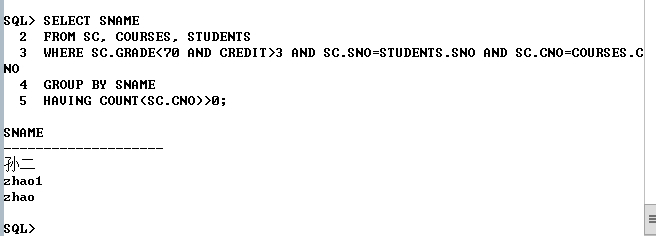 SQL> SELECT SNAME
2 FROM SC, COURSES, STUDENTS
3 WHERE SC.GRADE<70 AND CREDIT>3 AND SC.SNO=STUDENTS.SNO AND SC.CNO=COURSES.C
NO
4 GROUP BY SNAME
5 HAVING COUNT(SC.CNO)>0;
SNAME
--------------------
孙二
zhao1
zhao
SQL>